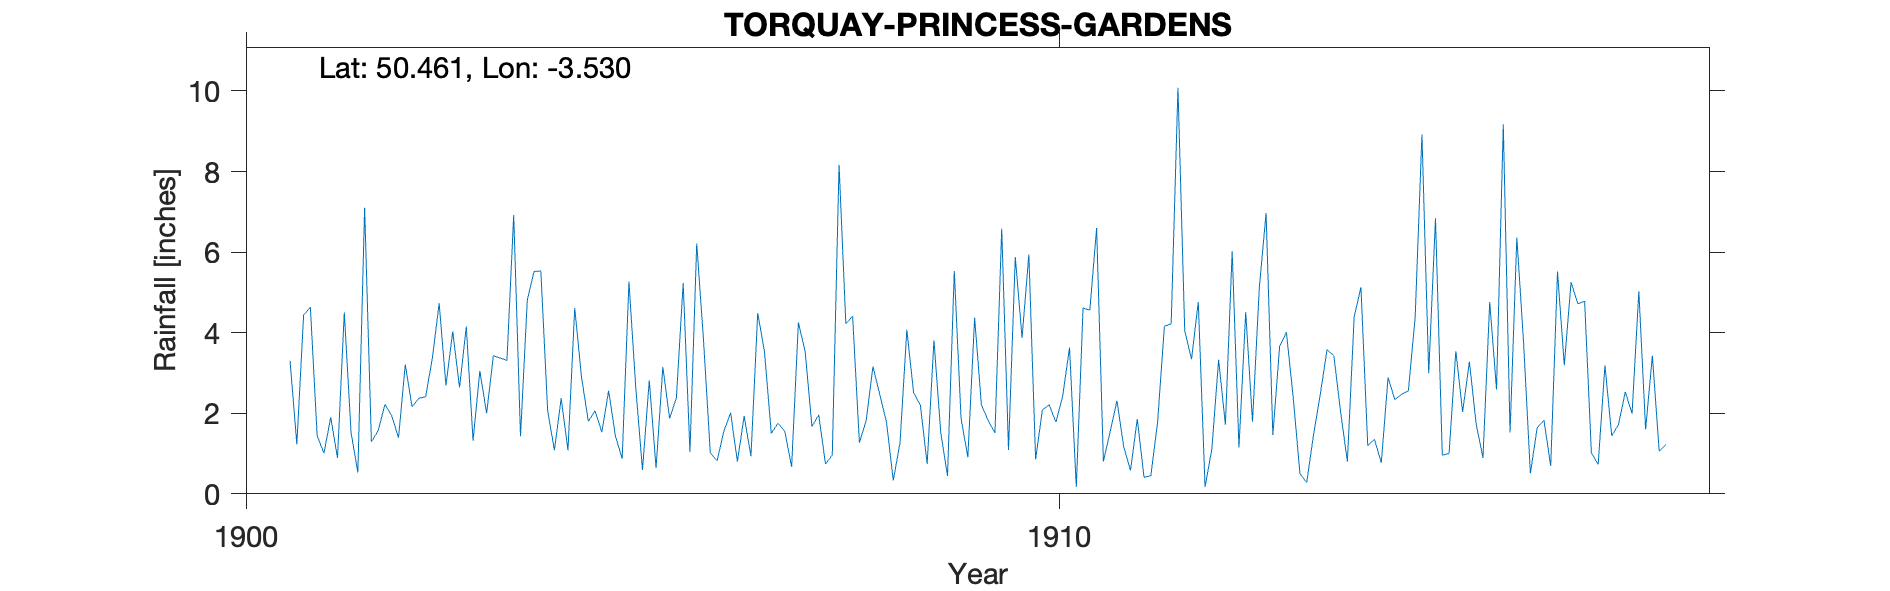 TORQUAY-PRINCESS-GARDENS
Lat: 50.461, Lon: -3.530
10
8
6
4
2
0
Rainfall [inches]
1900 1910
Year